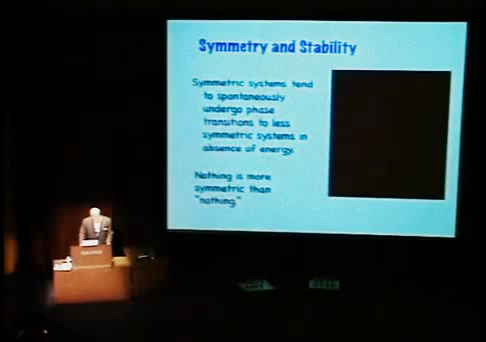 Symmetry and Stability
Symmetric systems tend
to spontaneously
undergo phase
transitions to less
symmetric systems in
absence of energy.
Nothing is more
symmetric than
"nothing."